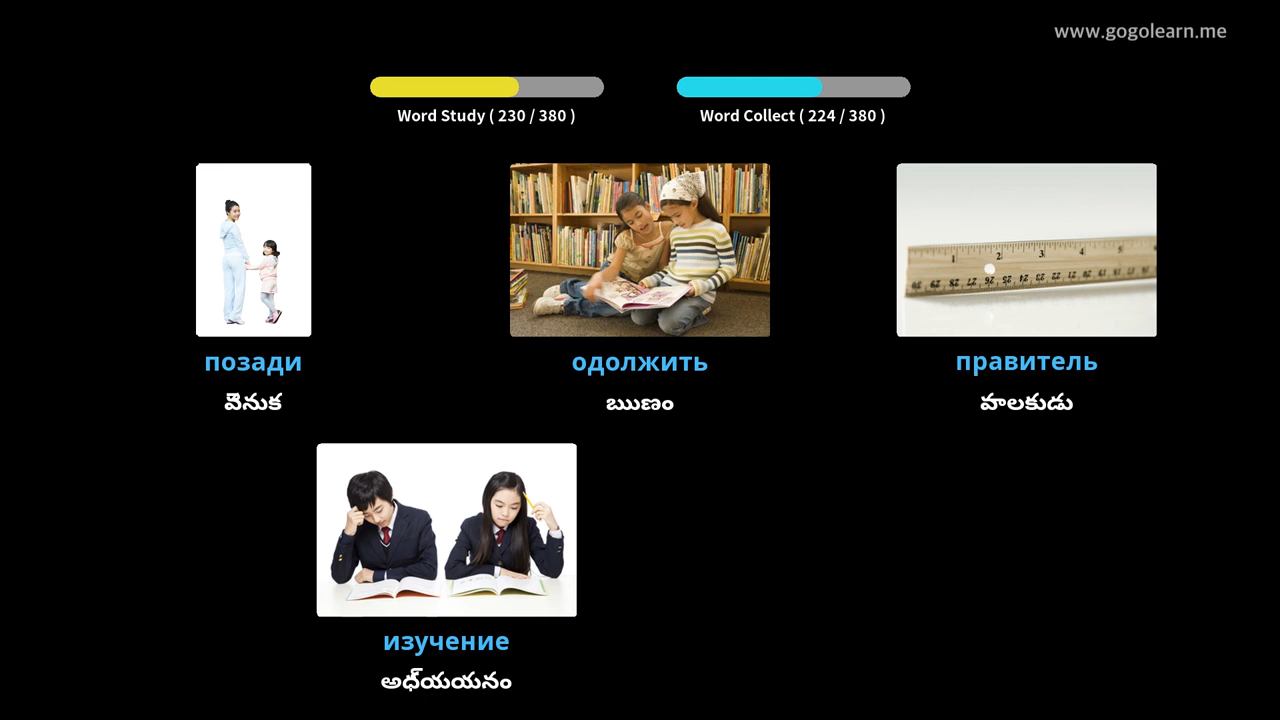 www.gogolearn.me
Word Study ( 230 / 380 )
Word Collect ( 224 / 380 )
позади
одолжить
правитель
వెనుక
ఋణం
పాలకుడు
изучение
అధ్యయనం